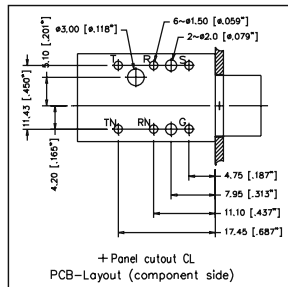 ø3,00 [ø,118"]
6~ø1.50 [ø.059"]
2~ø2.0 [ø,079"]
T R S
5.10 [.201"]
11,43 [.450"]
4.20 [.165"]
TN RN G
4.75 [.187"]
7.95 [.313"]
11.10 [.437"]
17.45 [.687"]
+ Panel cutout CL
PCB-Layout (component side)